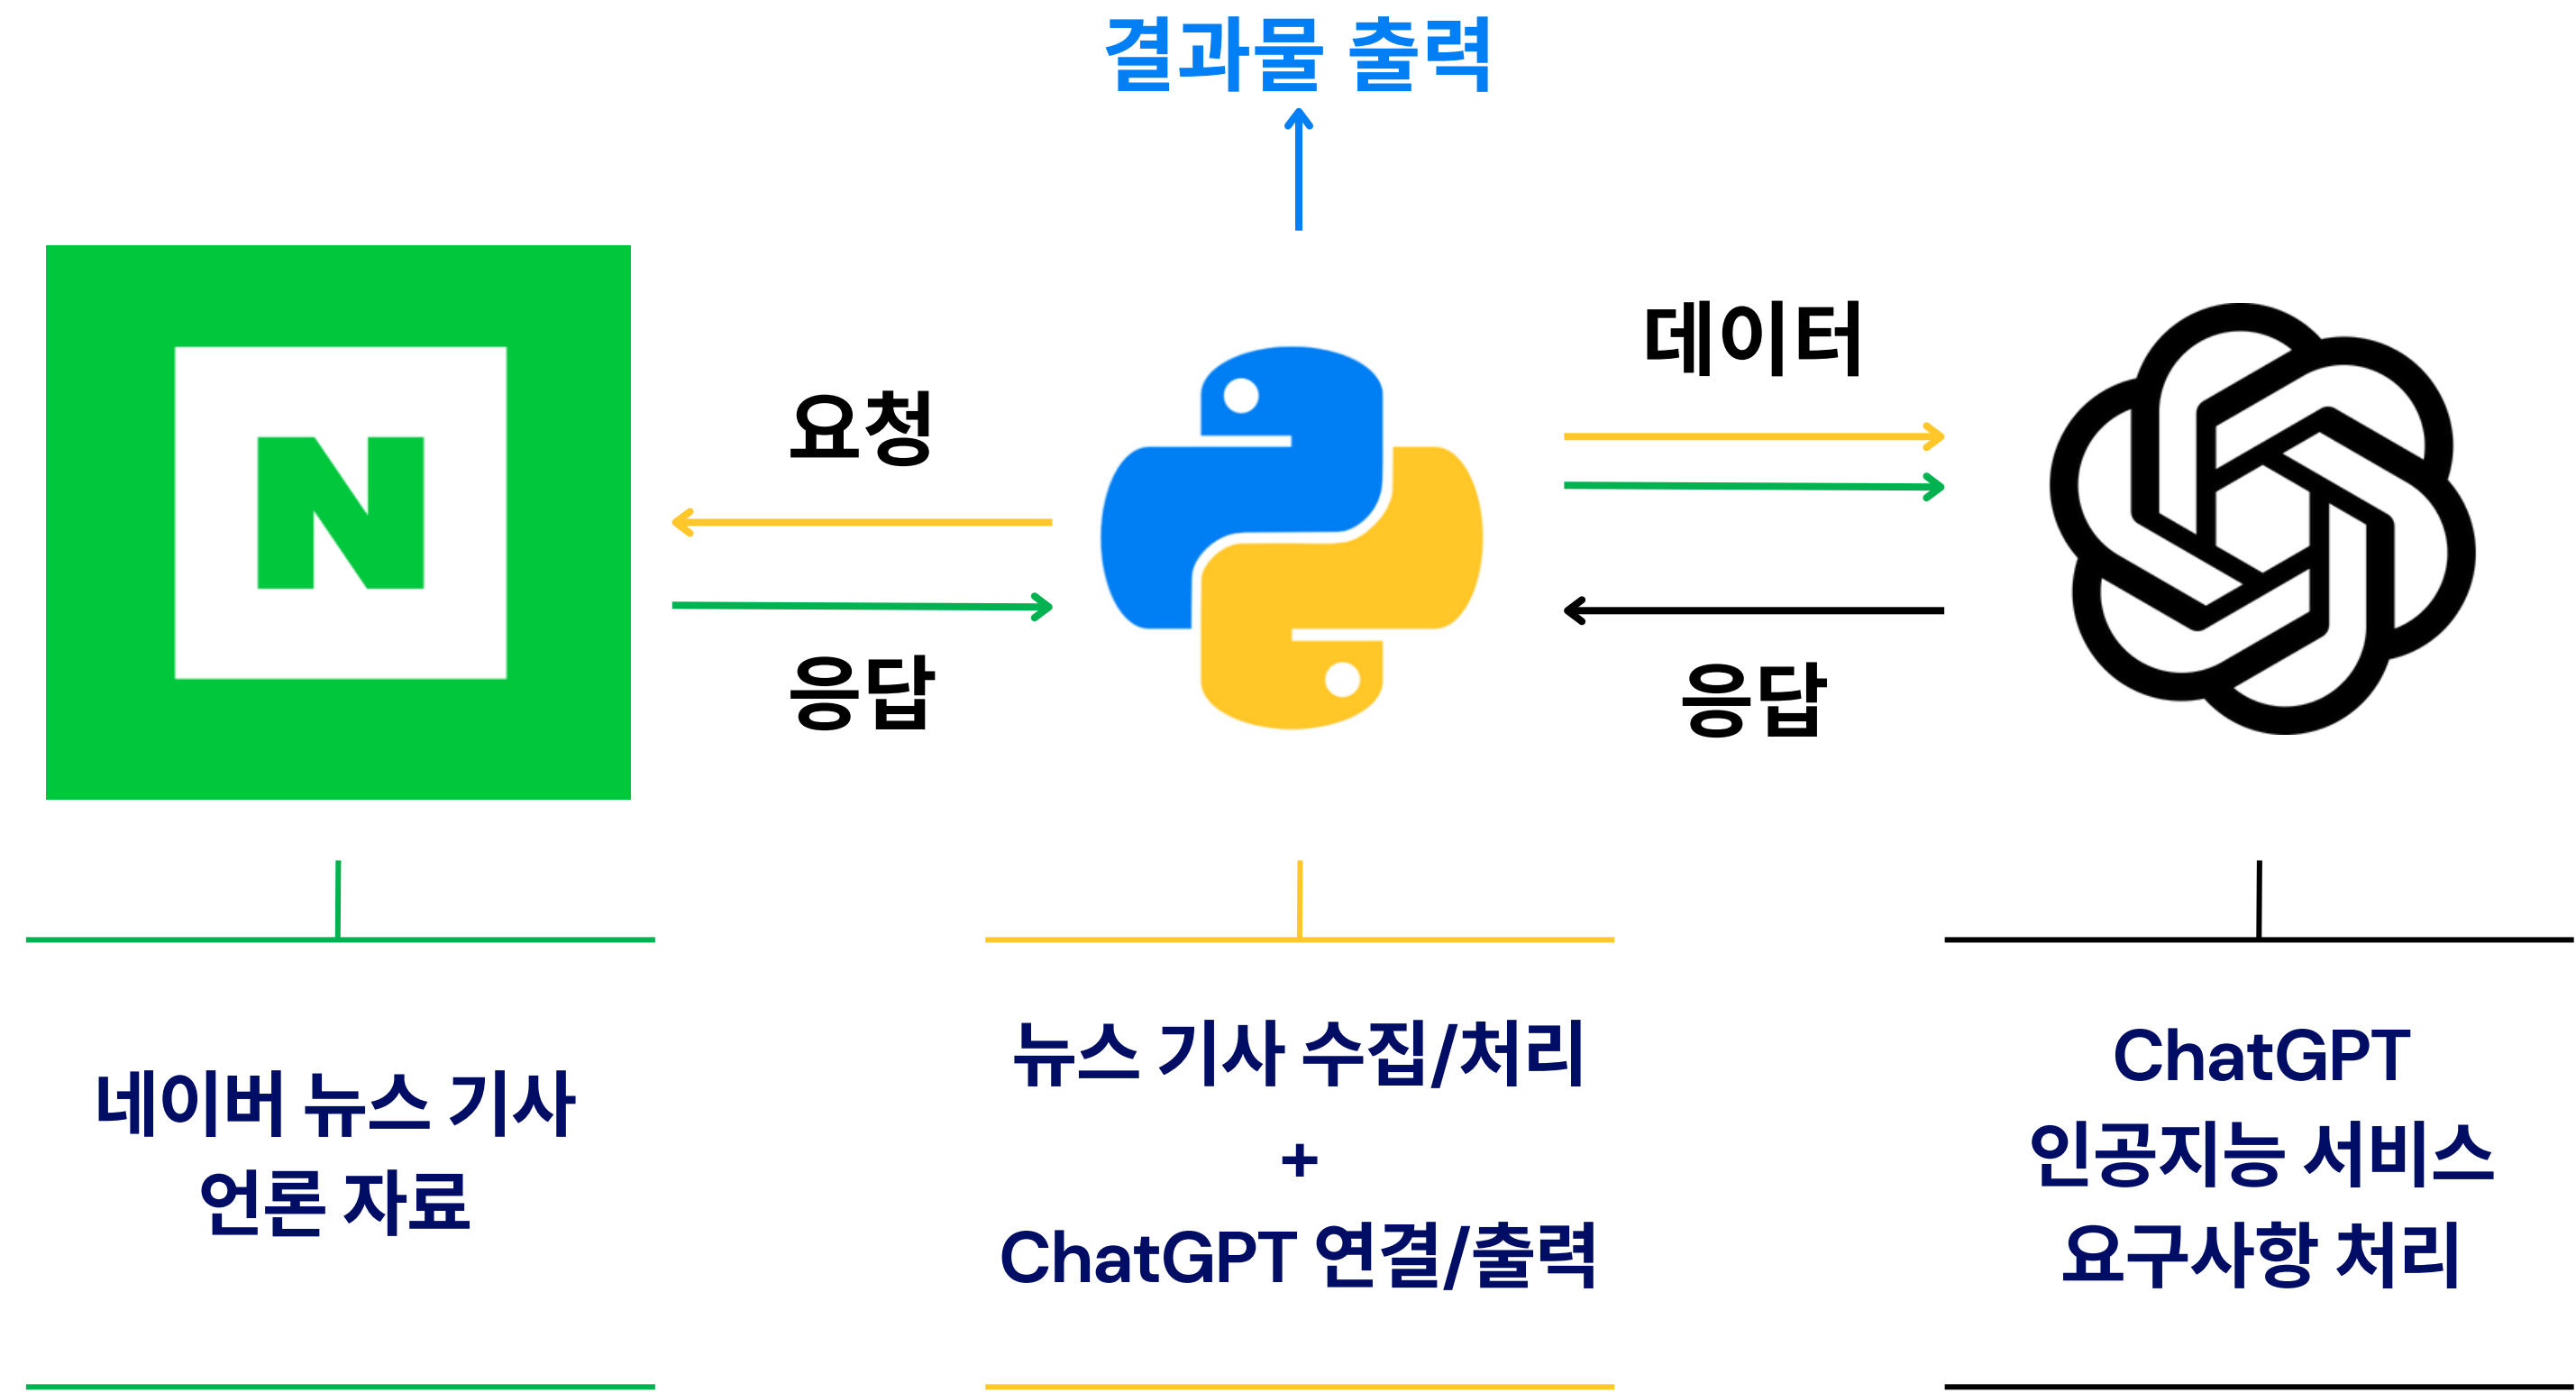 결과물 출력
데이터
요청
응답
응답
N
네이버 뉴스 기사
언론 자료
뉴스 기사 수집/처리
+
ChatGPT 연결/출력
ChatGPT
인공지능 서비스
요구사항 처리